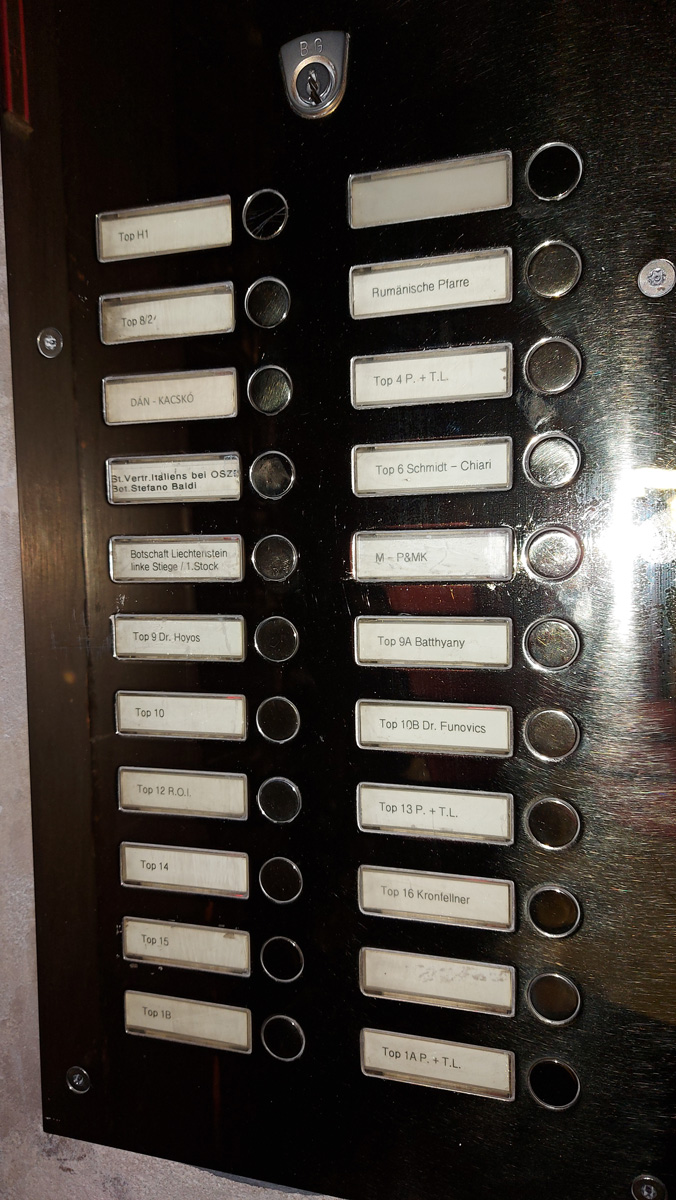 BG
Top H1
Top 8/2
DÁN - KACSKÓ
St.Vertr.Italiens bei OSZE
Bot.Stefano Baldi
Botschaft Liechtenstein
linke Stiege / 1.Stock
Top 9 Dr. Hoyos
Top 10
Top 12 R.O.I.
Top 14
Top 15
Top 1B
Rumänische Pfarre
Top 4 P. + T.L.
Top 6 Schmidt – Chiari
M - P&MK
Top 9A Batthyany
Top 10B Dr. Funovics
Top 13 P. + T.L.
Top 16 Kronfellner
Top 1A P. + T.L.